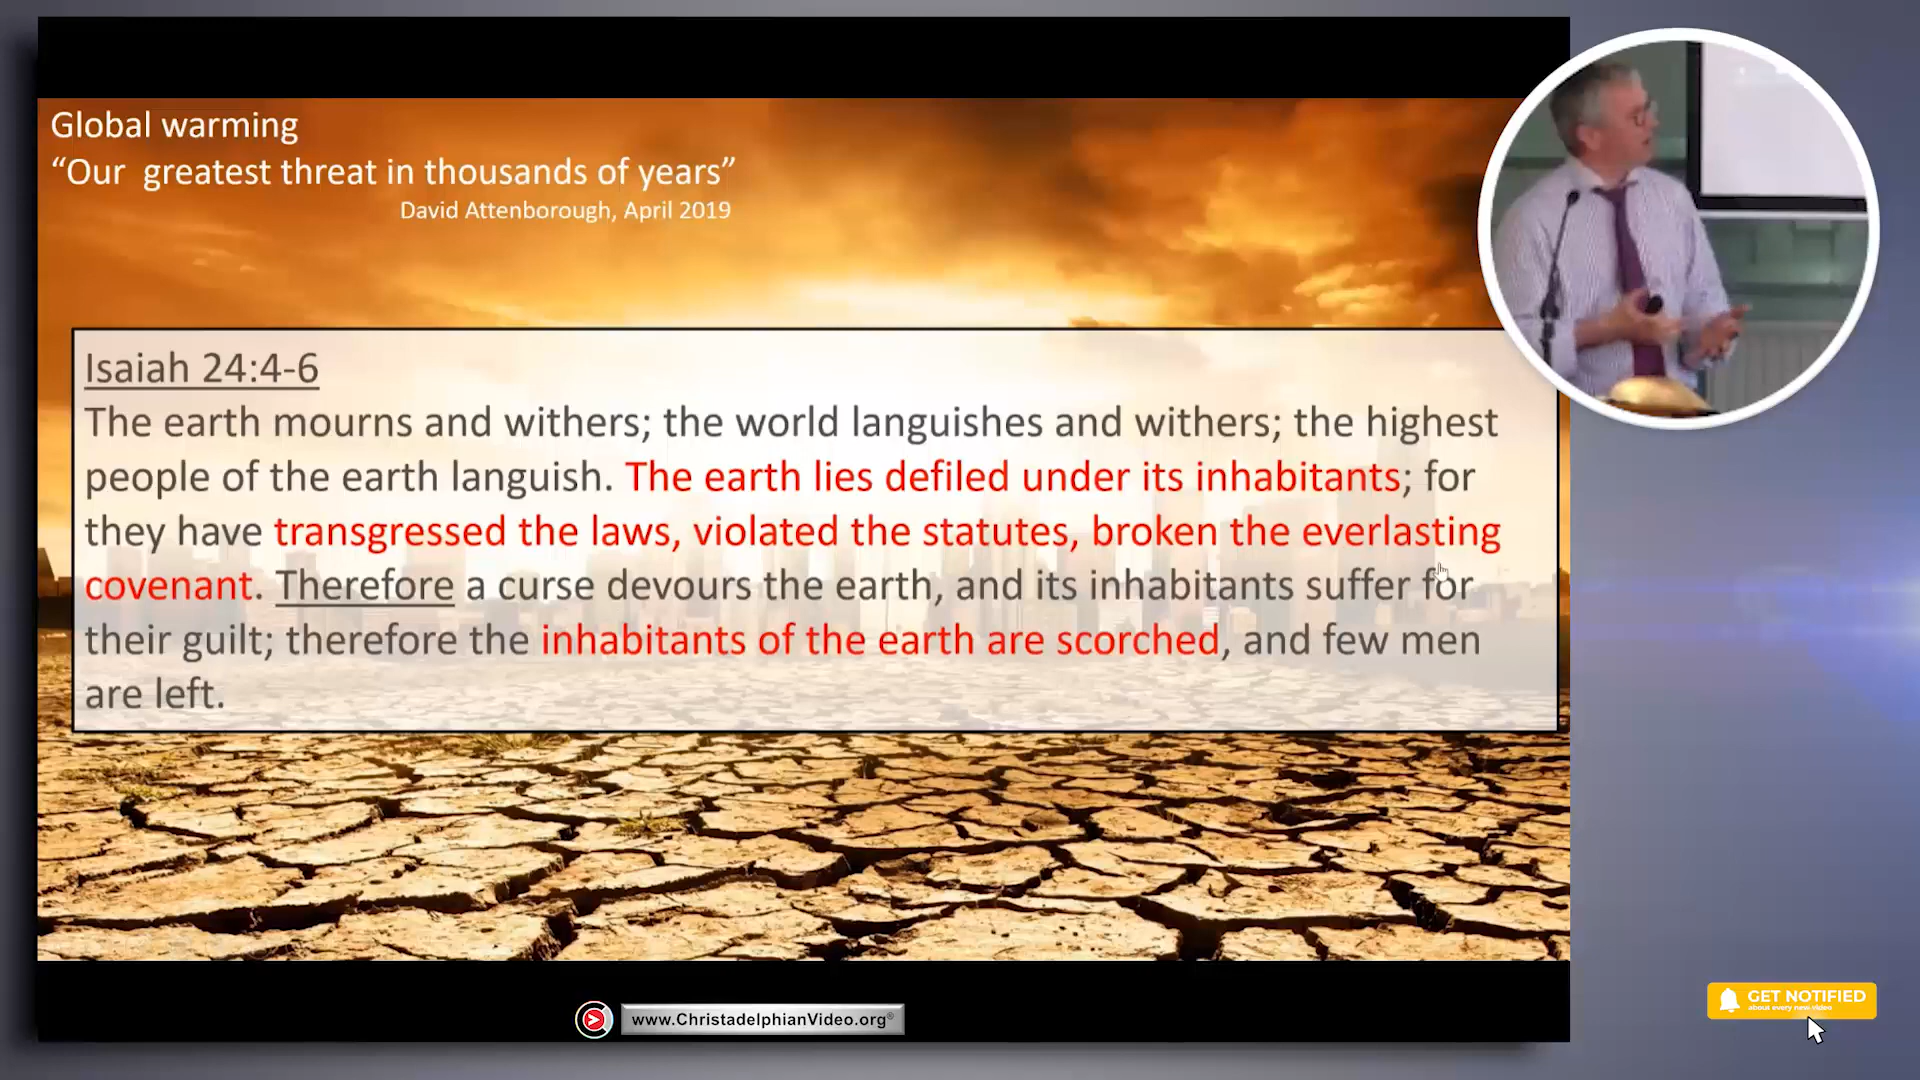 Global warming
“Our greatest threat in thousands of years”
David Attenborough, April 2019
Isaiah 24:4-6
The earth mourns and withers; the world languishes and withers; the highest
people of the earth languish. The earth lies defiled under its inhabitants; for
they have transgressed the laws, violated the statutes, broken the everlasting
covenant. Therefore a curse devours the earth, and its inhabitants suffer for
their guilt; therefore the inhabitants of the earth are scorched, and few men
are left.
www.ChristadelphianVideo.org®
GET NOTIFIED
about every new video